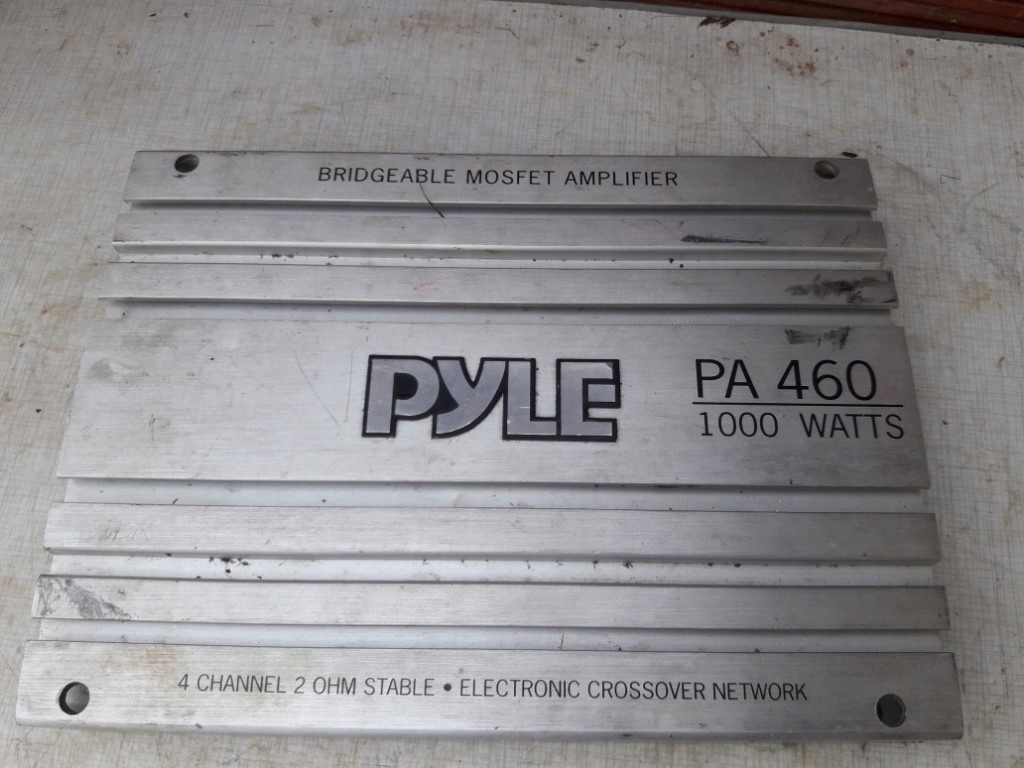 BRIDGEABLE MOSFET AMPLIFIER
PYLE
PA 460
1000 WATTS
4 CHANNEL 2 OHM STABLE • ELECTRONIC CROSSOVER NETWORK